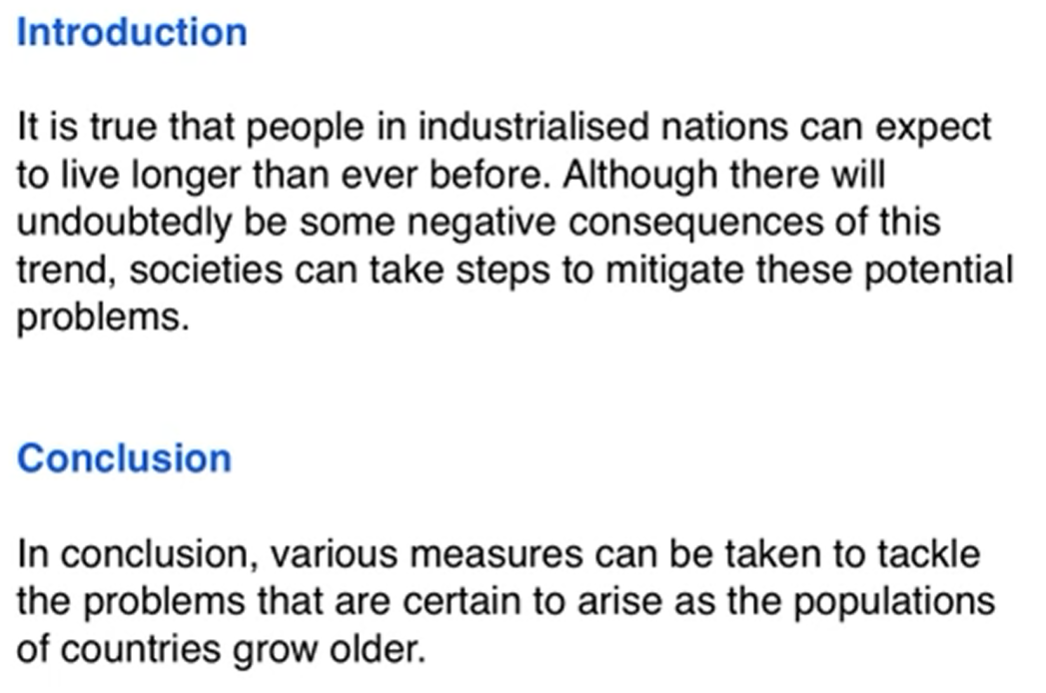 Introduction
It is true that people in industrialised nations can expect
to live longer than ever before. Although there will
undoubtedly be some negative consequences of this
trend, societies can take steps to mitigate these potential
problems.
Conclusion
In conclusion, various measures can be taken to tackle
the problems that are certain to arise as the populations
of countries grow older.